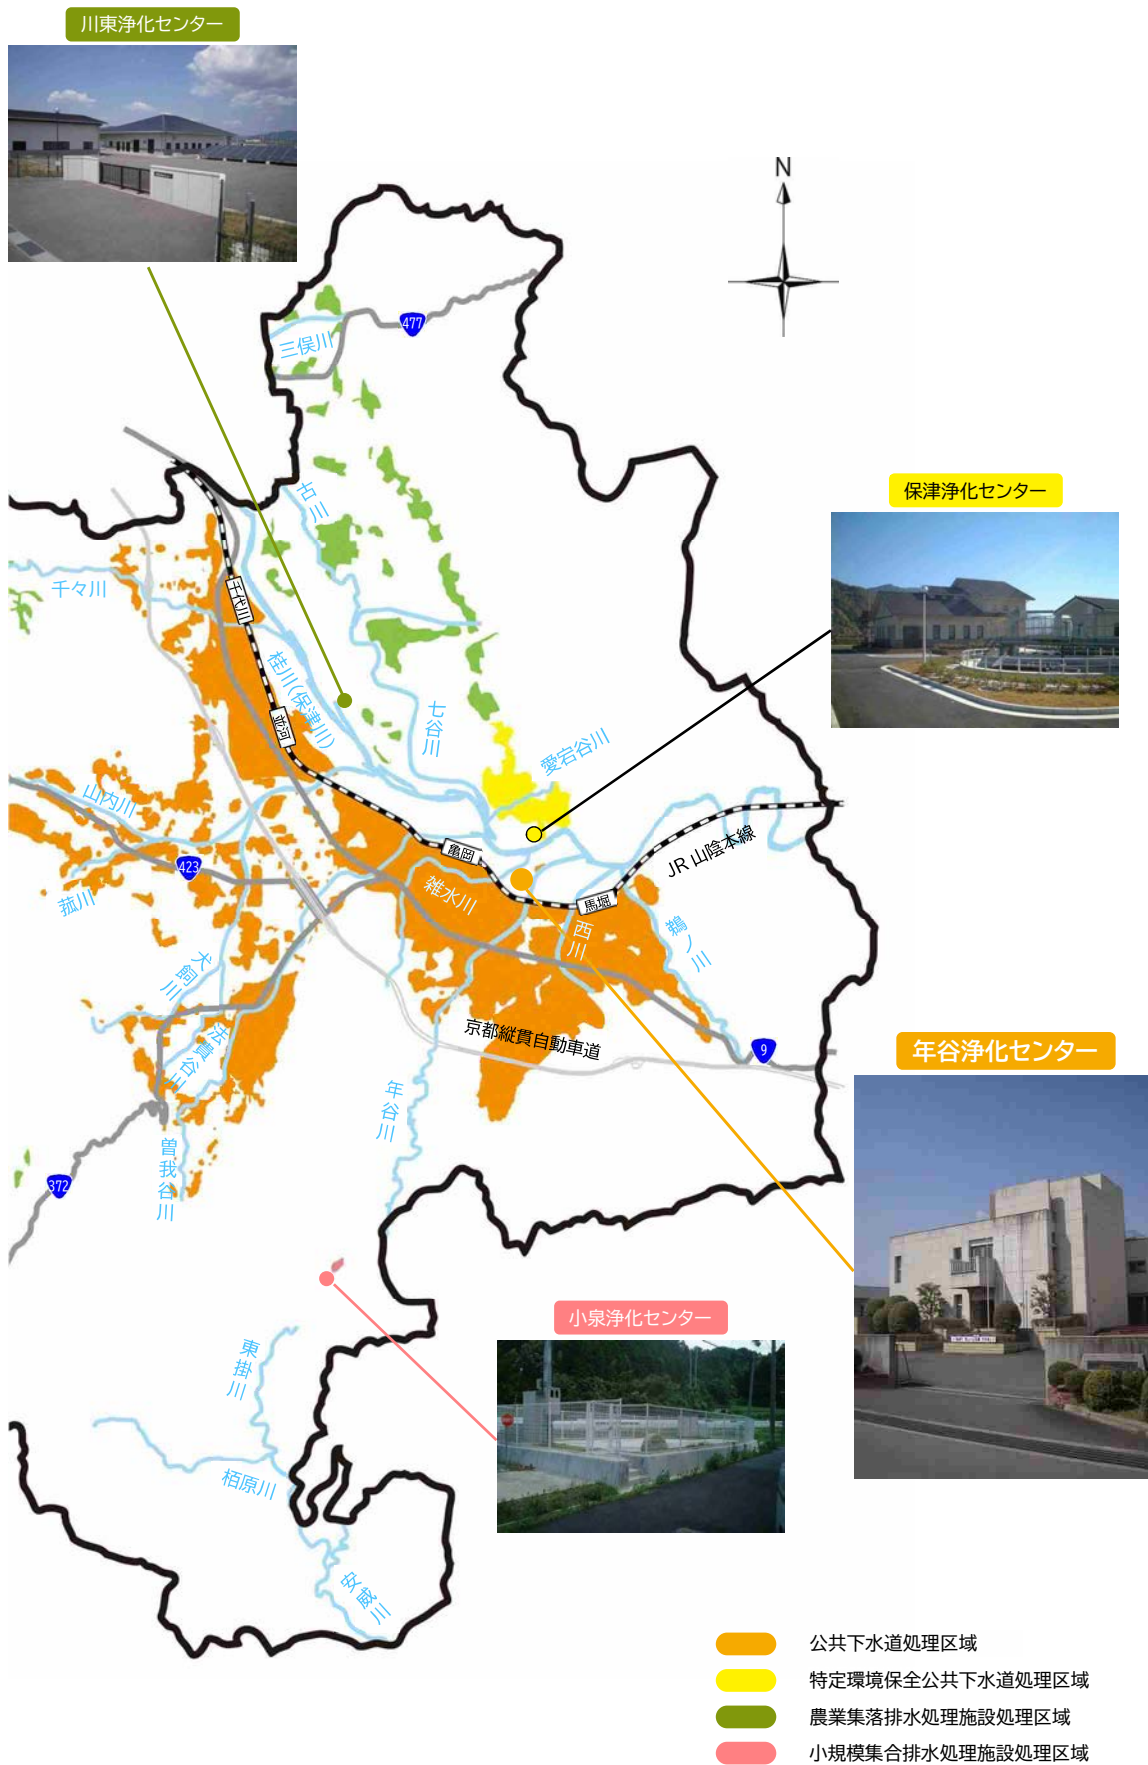 川東浄化センター
N
477
三俣川
古川
保津浄化センター
千々川
千代川
桂川(保津川)
並河
七谷川
愛宕谷川
山内川
亀岡
JR 山陰本線
423
雑水川
菰川
馬堀
西川
鵜ノ川
犬飼川
法貴谷川
京都縦貫自動車道
9
年谷浄化センター
年谷川
曽我谷川
372
小泉浄化センター
東掛川
栢原川
安威川
公共下水道処理区域
特定環境保全公共下水道処理区域
農業集落排水処理施設処理区域
小規模集合排水処理施設処理区域